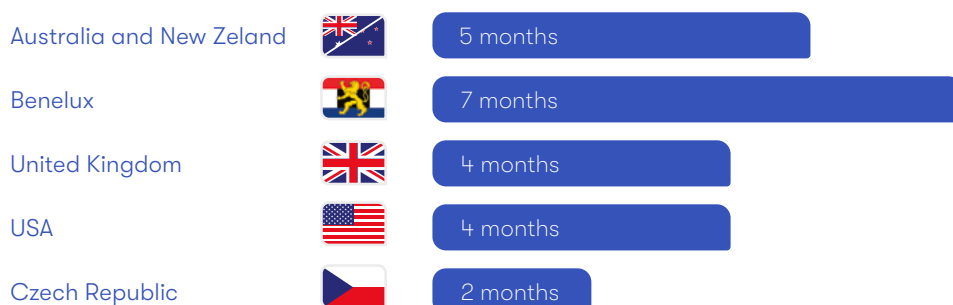 Australia and New Zeland 5 months
Benelux 7 months
United Kingdom 4 months
USA 4 months
Czech Republic 2 months